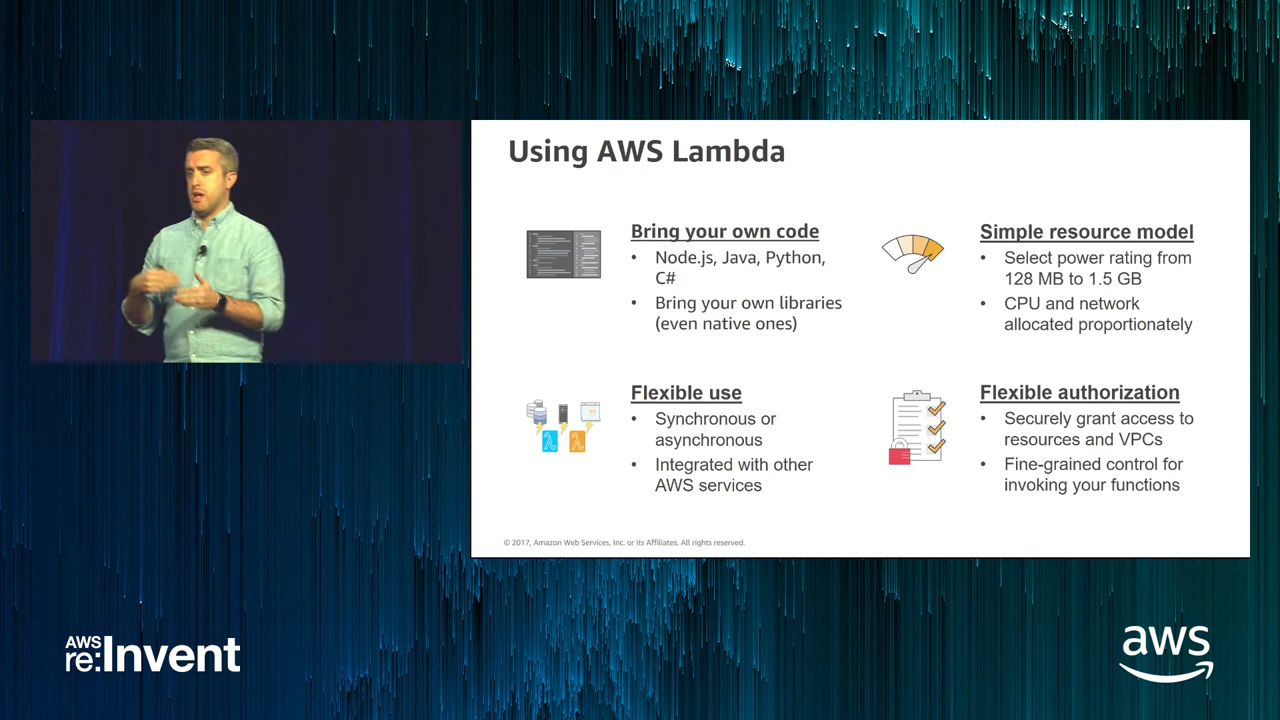 Using AWS Lambda
Bring your own code
• Node.js, Java, Python,
C#
• Bring your own libraries
(even native ones)
Simple resource model
• Select power rating from
128 MB to 1.5 GB
• CPU and network
allocated proportionately
Flexible use
• Synchronous or
asynchronous
• Integrated with other
AWS services
Flexible authorization
• Securely grant access to
resources and VPCs
• Fine-grained control for
invoking your functions
© 2017, Amazon Web Services, Inc. or its Affiliates. All rights reserved.
AWS
re:Invent
aws